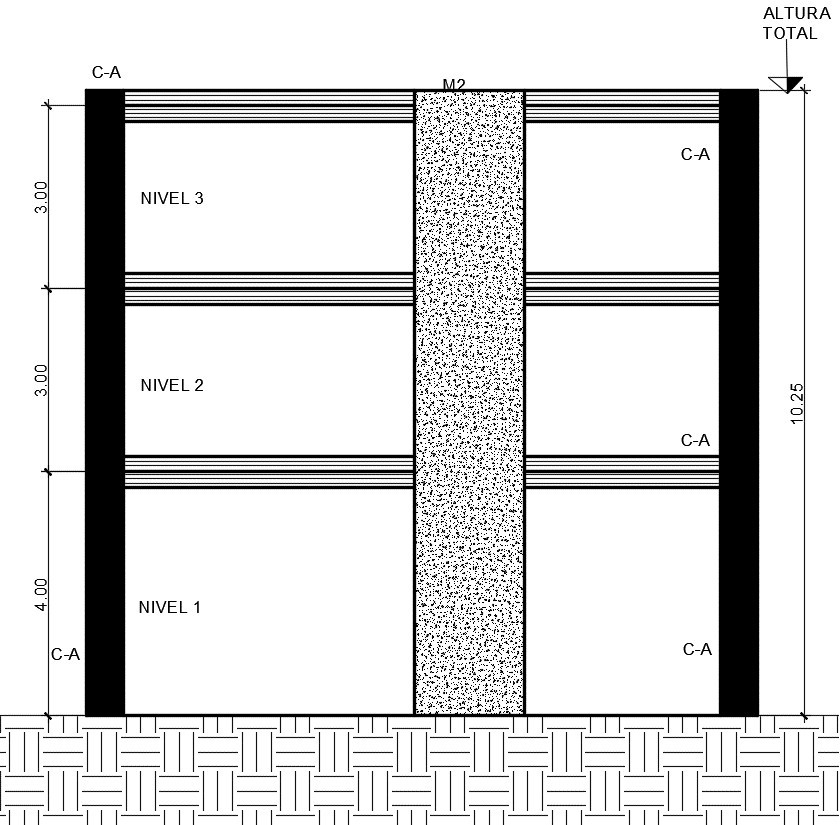 ALTURA
TOTAL
C-A
M2
C-A
3.00
NIVEL 3
3.00
NIVEL 2
10.25
C-A
4.00
NIVEL 1
C-A
C-A